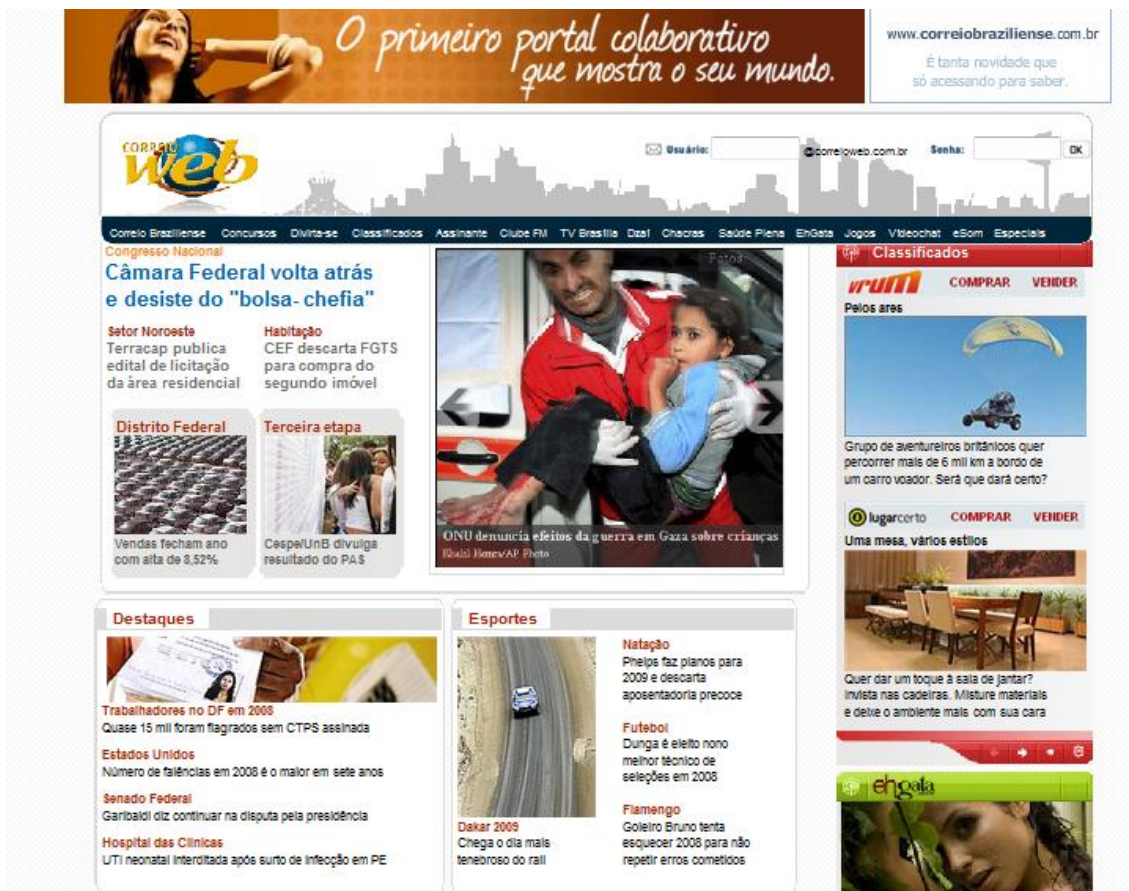 O primeiro portal colaborativo
que mostra o seu mundo.
www.correiobraziliense.com.br
É tanta novidade que
só acessando para saber.
CORREIO
web
Usuário:
@correioweb.com.br
Senha:
OK
Correio Braziliense Concursos Divirta-se Classificados Assinante Clube FM TV Brasília Dzai Chacras Saúde Plena EhGata Jogos Videochat eSom Especiais
Congresso Nacional
Câmara Federal volta atrás
e desiste do "bolsa-chefia"
Setor Noroeste
Terracap publica
edital de licitação
da área residencial
Habitação
CEF descarta FGTS
para compra do
segundo imóvel
Distrito Federal
Vendas fecham ano
com alta de 8,52%
Terceira etapa
Cespe/UnB divulga
resultado do PAS
Fotos
ONU denuncia efeitos da guerra em Gaza sobre crianças
/AP Photo
Classificados
vrum
COMPRAR VENDER
Pelos ares
Grupo de aventureiros britânicos quer
percorrer mais de 6 mil km a bordo de
um carro voador. Será que dará certo?
lugarcerto
COMPRAR VENDER
Uma mesa, vários estilos
Quer dar um toque à sala de jantar?
Invista nas cadeiras. Misture materiais
e deixe o ambiente mais com sua cara
ehgata
Destaques
Trabalhadores no DF em 2008
Quase 15 mil foram flagrados sem CTPS assinada
Estados Unidos
Número de falências em 2008 é o maior em sete anos
Senado Federal
Garibaldi diz continuar na disputa pela presidência
Hospital das Clínicas
UTI neonatal interditada após surto de infecção em PE
Esportes
Dakar 2009
Chega o dia mais
tenebroso do rali
Natação
Phelps faz planos para
2009 e descarta
aposentadoria precoce
Futebol
Dunga é eleito nono
melhor técnico de
seleções em 2008
Flamengo
Goleiro Bruno tenta
esquecer 2008 para não
repetir erros cometidos